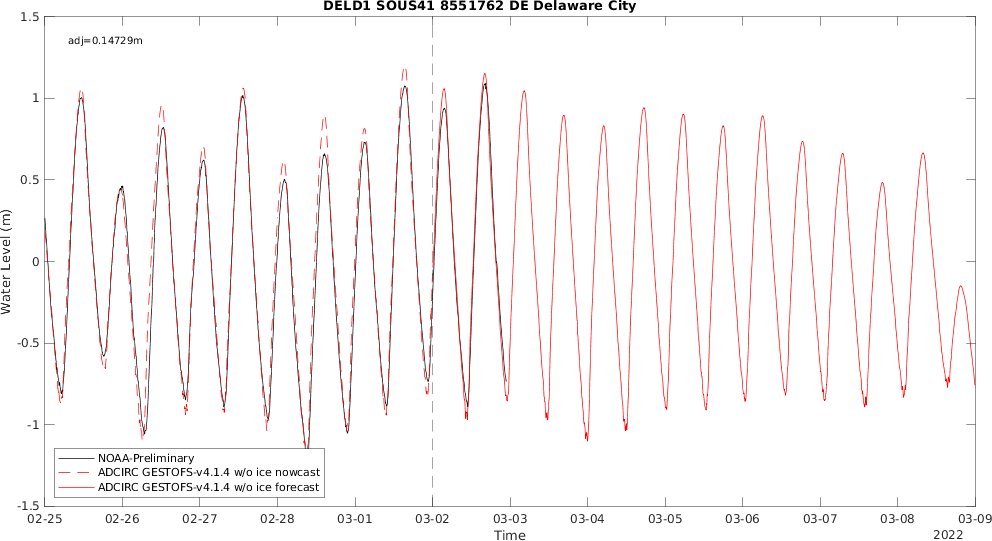 DELD1 SOUS41 8551762 DE Delaware City
adj=0.14729m
1.5
1
0.5
0
-0.5
-1
-1.5
Water Level (m)
NOAA-Preliminary
ADCIRC GESTOFS-v4.1.4 w/o ice nowcast
ADCIRC GESTOFS-v4.1.4 w/o ice forecast
02-25 02-26 02-27 02-28 03-01 03-02 03-03 03-04 03-05 03-06 03-07 03-08 03-09
Time
2022